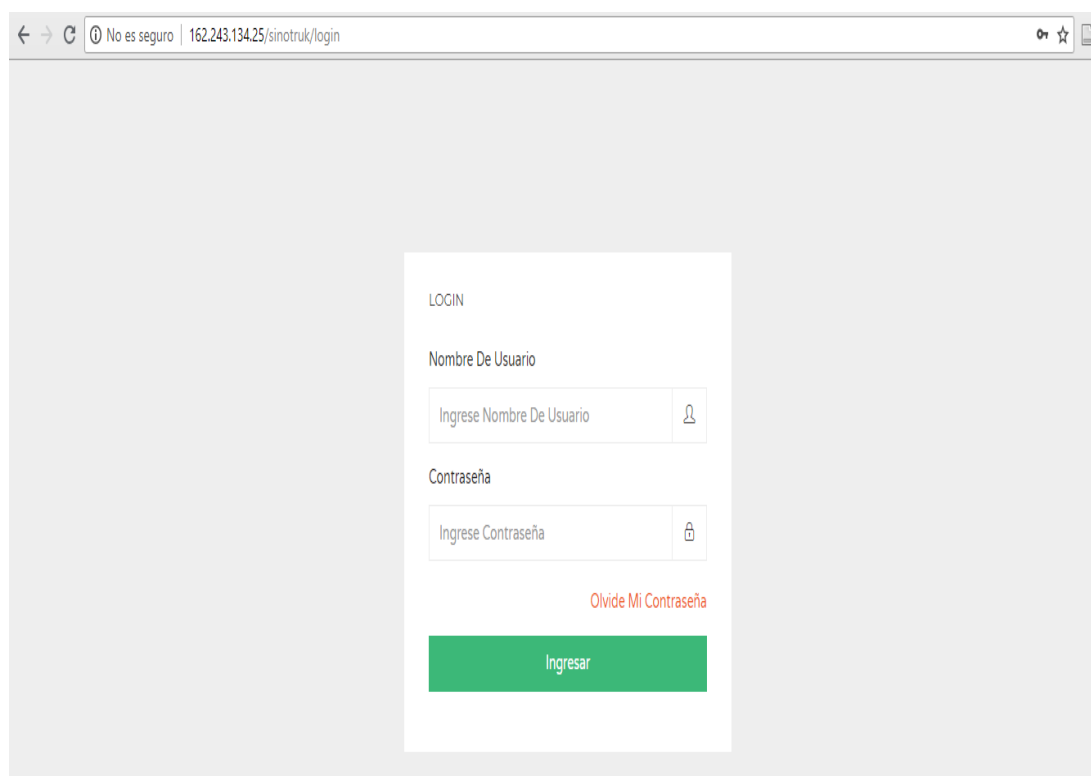 No es seguro | 162.243.134.25/sinotruk/login
LOGIN
Nombre De Usuario
Ingrese Nombre De Usuario
Contraseña
Ingrese Contraseña
Olvide Mi Contraseña
Ingresar